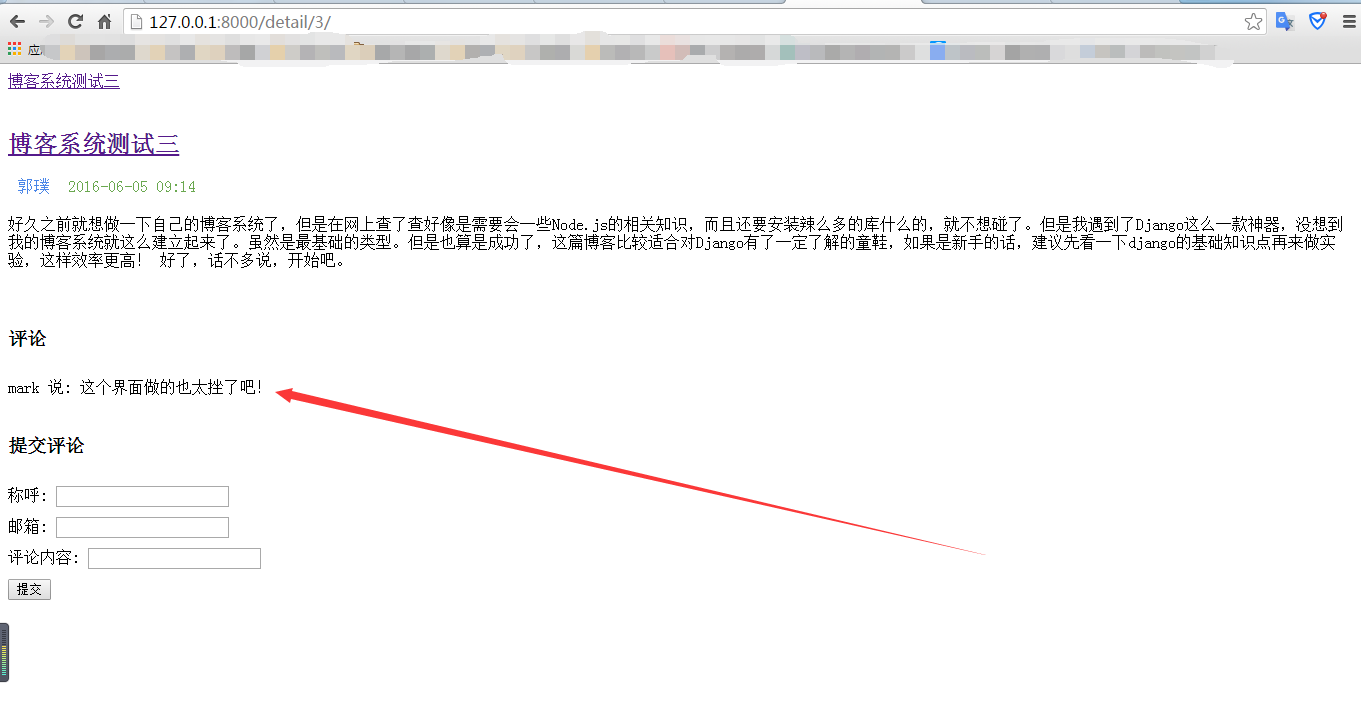 127.0.0.1:8000/detail/3/
博客系统测试三
博客系统测试三
郭璞 2016-06-05 09:14
好久之前就想做一下自己的博客系统了，但是在网上查了查好像是需要会一些Node.js的相关知识，而且还要安装辣么多的库什么的，就不想碰了。但是我遇到了Django这么一款神器，没想到
我的博客系统就这么建立起来了。虽然是最基础的类型。但是也算是成功了，这篇博客比较适合对Django有了一定了解的童鞋，如果是新手的话，建议先看一下django的基础知识点再来做实
验，这样效率更高！ 好了，话不多说，开始吧。
评论
mark 说: 这个界面做的也太挫了吧!
提交评论
称呼:
邮箱:
评论内容:
提交